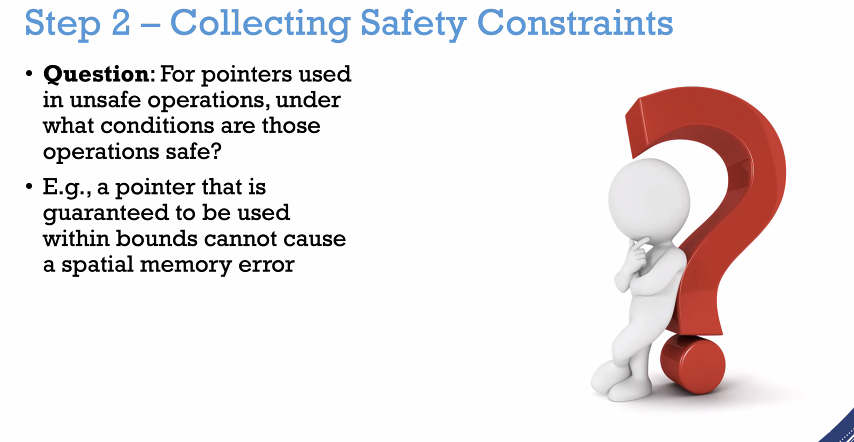 Step 2 – Collecting Safety Constraints
• Question: For pointers used
in unsafe operations, under
what conditions are those
operations safe?
• E.g., a pointer that is
guaranteed to be used
within bounds cannot cause
a spatial memory error